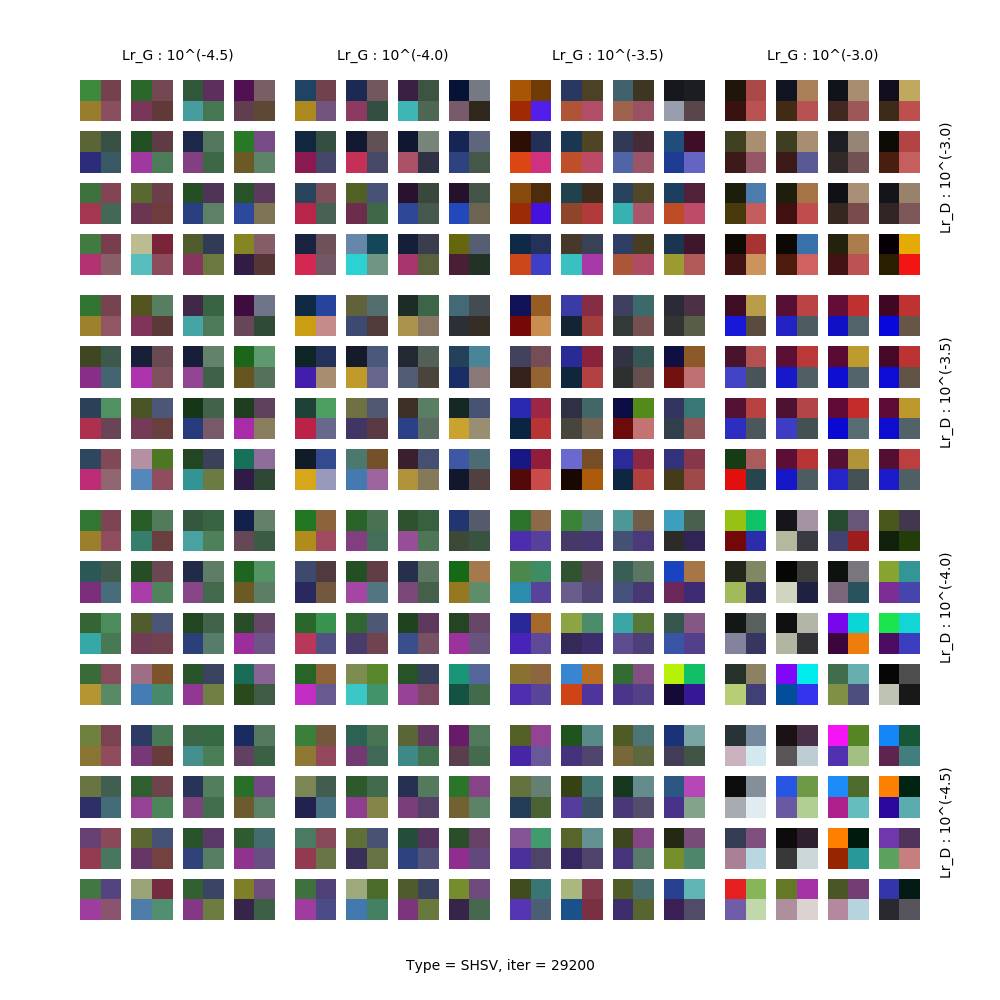 Lr_G : 10^(-4.5)
Lr_G : 10^(-4.0)
Lr_G : 10^(-3.5)
Lr_G : 10^(-3.0)
Lr_D : 10^(-3.0)
Lr_D : 10^(-3.5)
Lr_D : 10^(-4.0)
Lr_D : 10^(-4.5)
Type = SHSV, iter = 29200